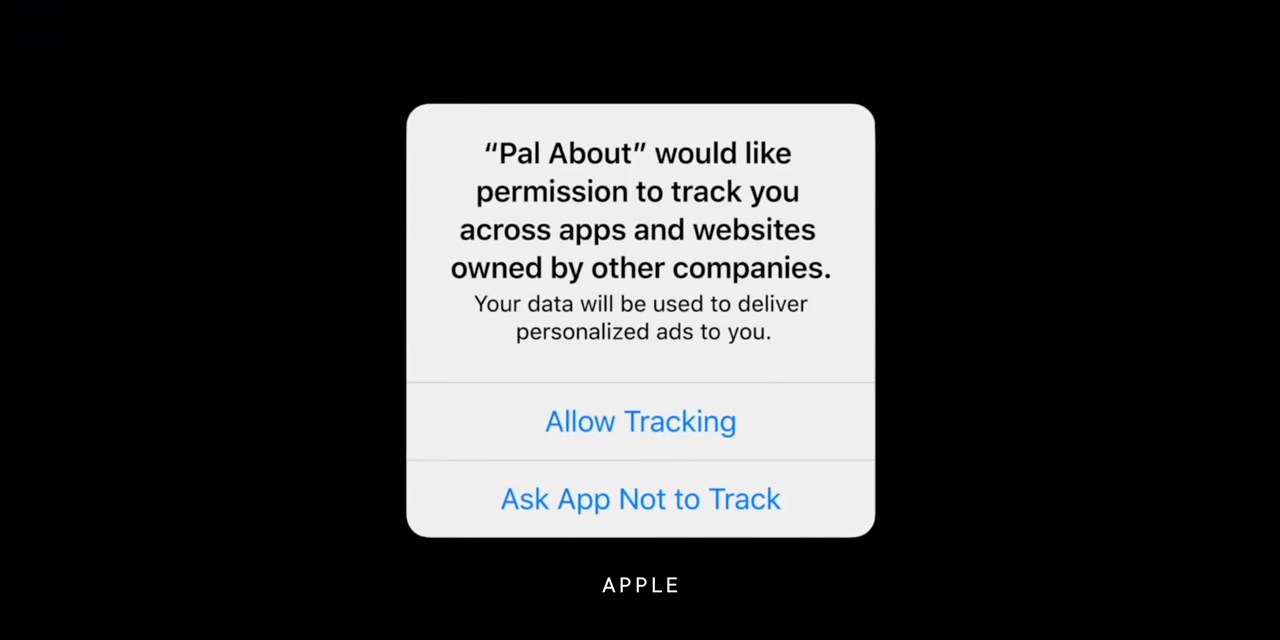 “Pal About” would like
permission to track you
across apps and websites
owned by other companies.
Your data will be used to deliver
personalized ads to you.
Allow Tracking
Ask App Not to Track
APPLE